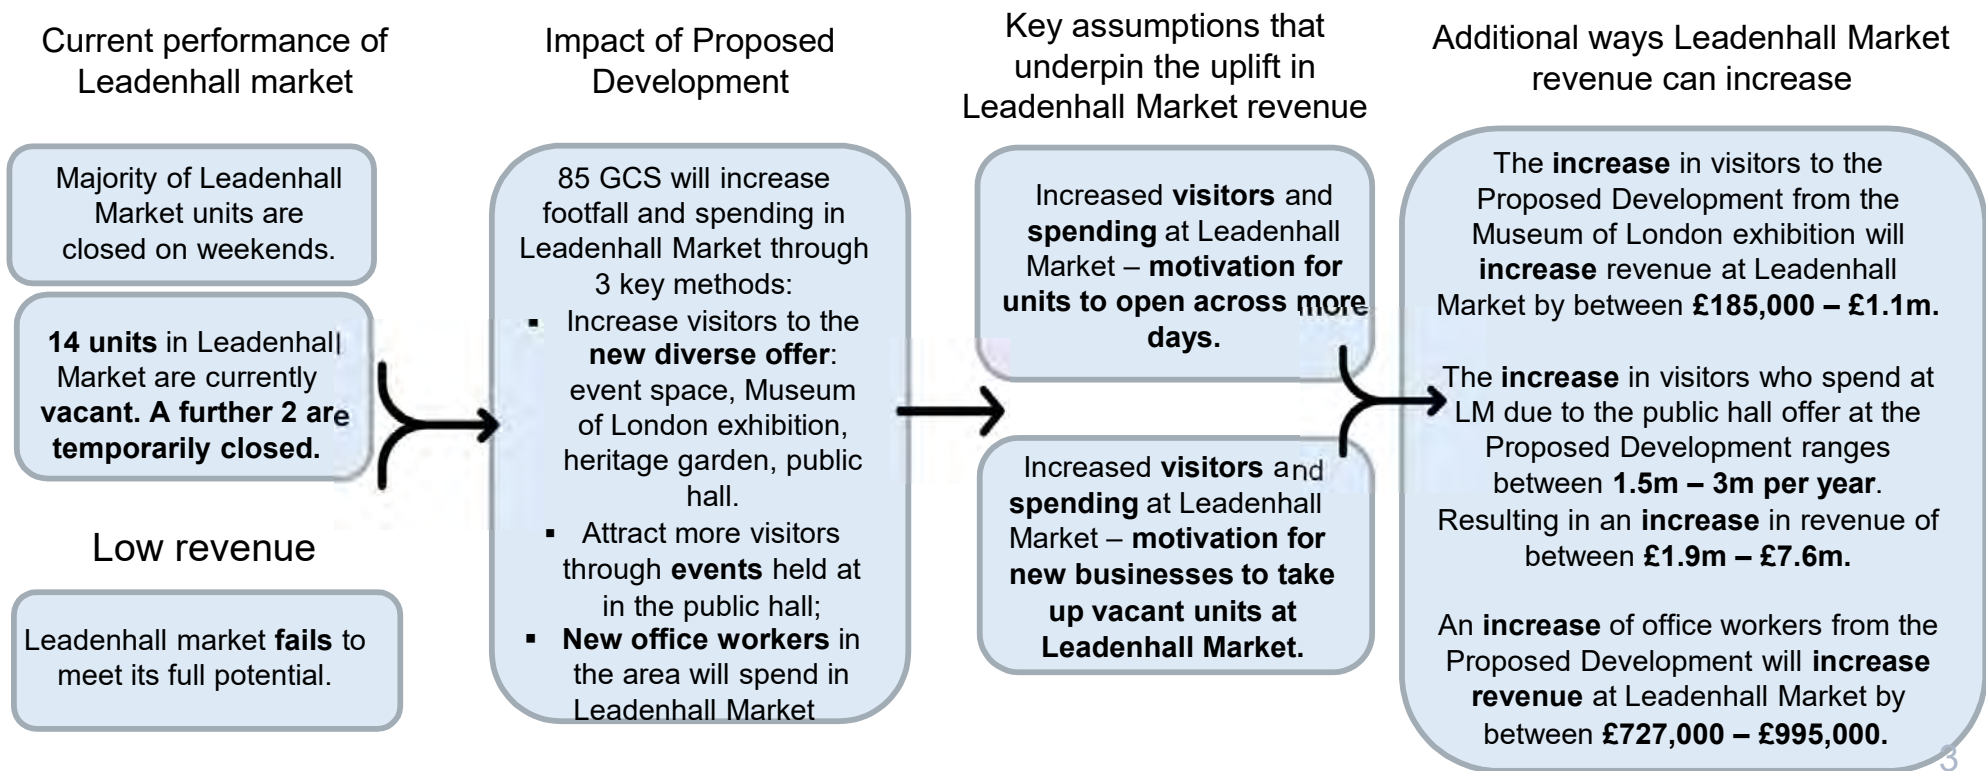 Current performance of
Leadenhall market
Majority of Leadenhall
Market units are
closed on weekends.
14 units in Leadenhall
Market are currently
vacant. A further 2 are
temporarily closed.
Low revenue
Leadenhall market fails to
meet its full potential.
Impact of Proposed
Development
85 GCS will increase
footfall and spending in
Leadenhall Market through
3 key methods:
▪ Increase visitors to the
new diverse offer:
event space, Museum
of London exhibition,
heritage garden, public
hall.
▪ Attract more visitors
through events held at
in the public hall;
▪ New office workers in
the area will spend in
Leadenhall Market
Key assumptions that
underpin the uplift in
Leadenhall Market revenue
Increased visitors and
spending at Leadenhall
Market – motivation for
units to open across more
days.
Increased visitors and
spending at Leadenhall
Market – motivation for
new businesses to take
up vacant units at
Leadenhall Market.
Additional ways Leadenhall Market
revenue can increase
The increase in visitors to the
Proposed Development from the
Museum of London exhibition will
increase revenue at Leadenhall
Market by between £185,000 – £1.1m.
The increase in visitors who spend at
LM due to the public hall offer at the
Proposed Development ranges
between 1.5m – 3m per year.
Resulting in an increase in revenue of
between £1.9m – £7.6m.
An increase of office workers from the
Proposed Development will increase
revenue at Leadenhall Market by
between £727,000 – £995,000.
3